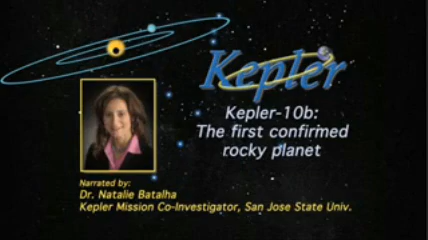 Kepler
Kepler-10b:
The first confirmed
rocky planet
Narrated by:
Dr. Natalie Batalha
Kepler Mission Co-Investigator, San Jose State Univ.